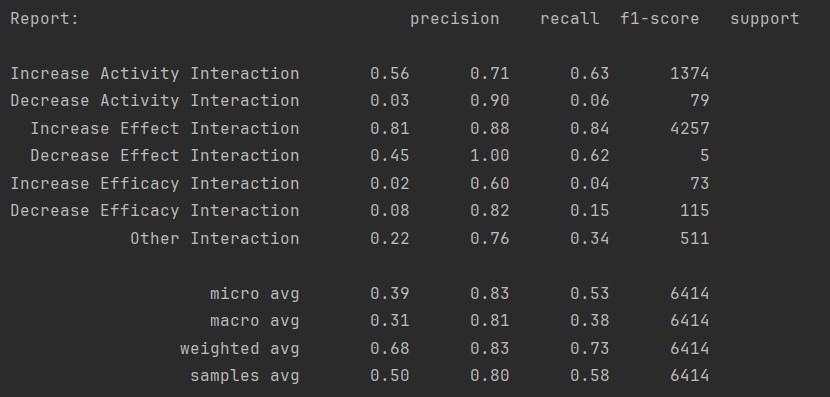 Report: precision recall f1-score support
Increase Activity Interaction 0.56 0.71 0.63 1374
Decrease Activity Interaction 0.03 0.90 0.06 79
Increase Effect Interaction 0.81 0.88 0.84 4257
Decrease Effect Interaction 0.45 1.00 0.62 5
Increase Efficacy Interaction 0.02 0.60 0.04 73
Decrease Efficacy Interaction 0.08 0.82 0.15 115
Other Interaction 0.22 0.76 0.34 511
micro avg 0.39 0.83 0.53 6414
macro avg 0.31 0.81 0.38 6414
weighted avg 0.68 0.83 0.73 6414
samples avg 0.50 0.80 0.58 6414